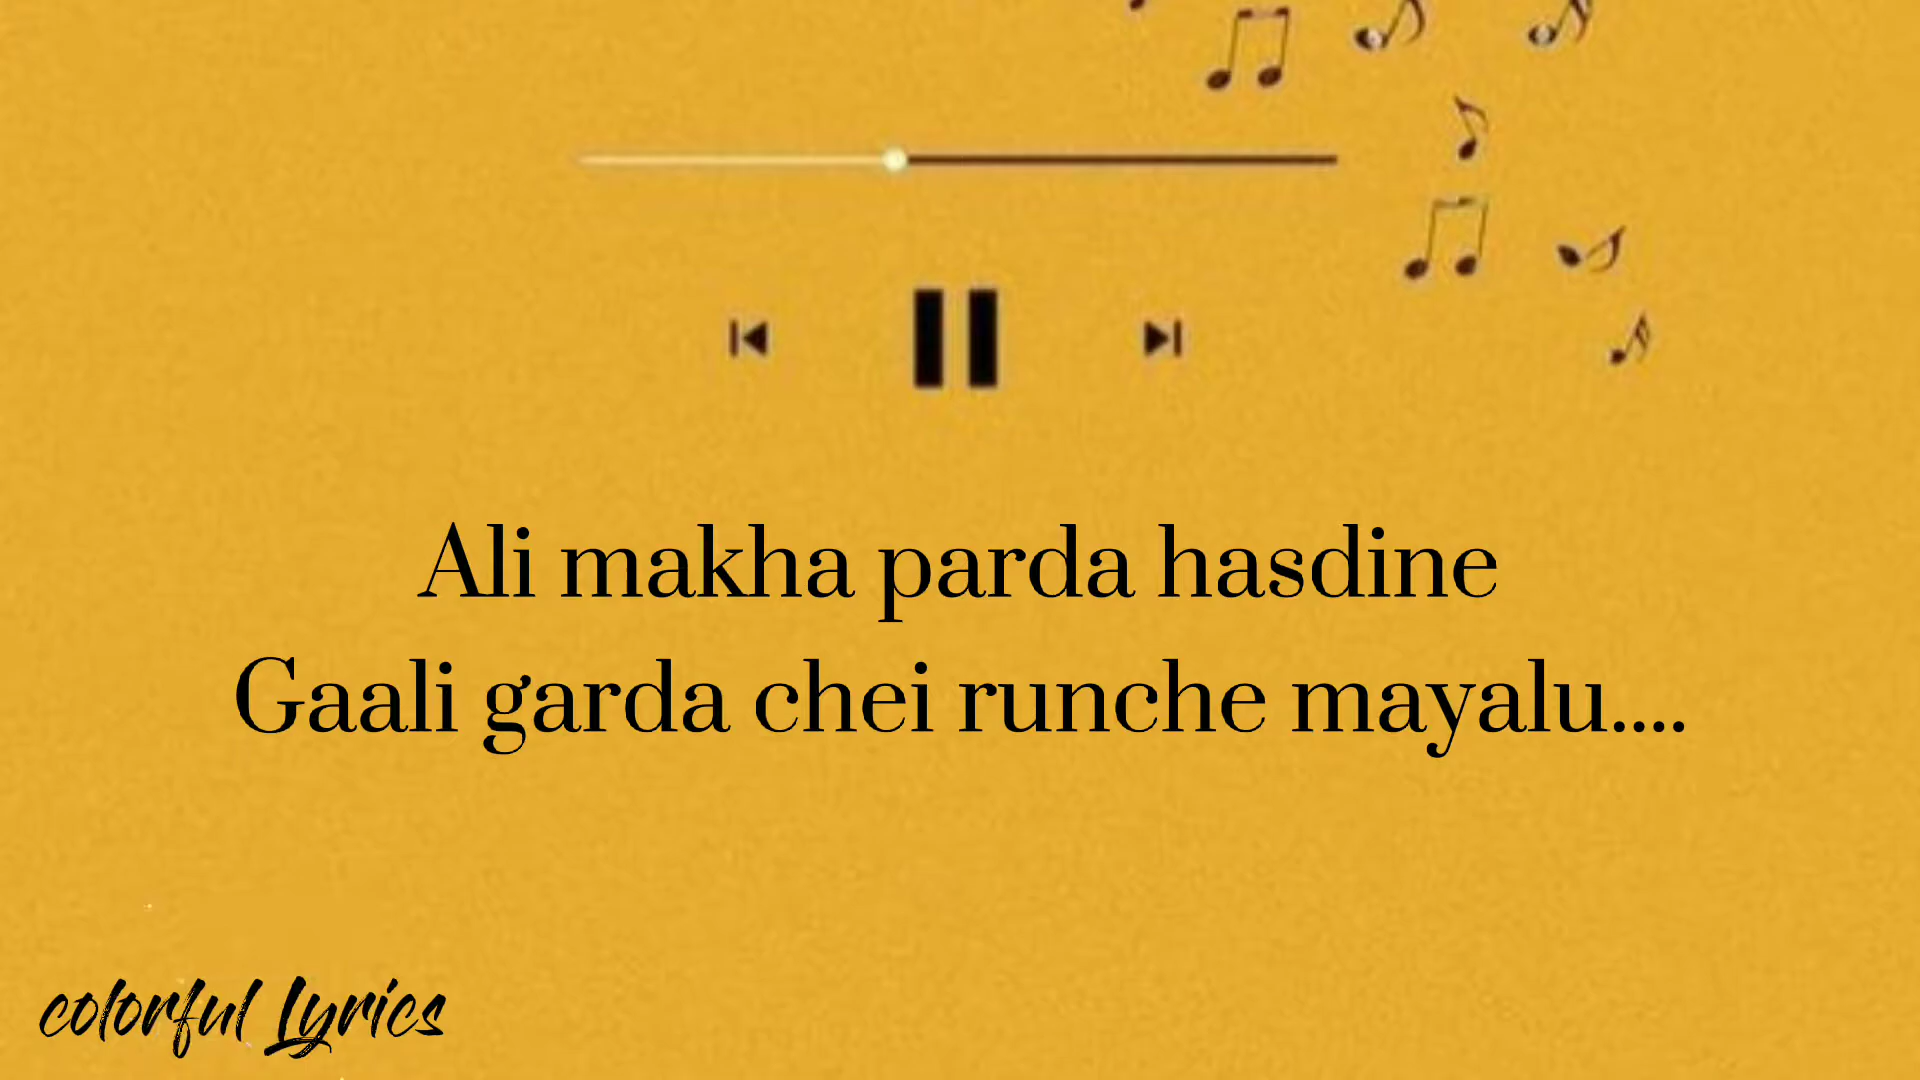 Ali makha parda hasdine
Gaali garda chei runche mayalu....
colorful Lyrics